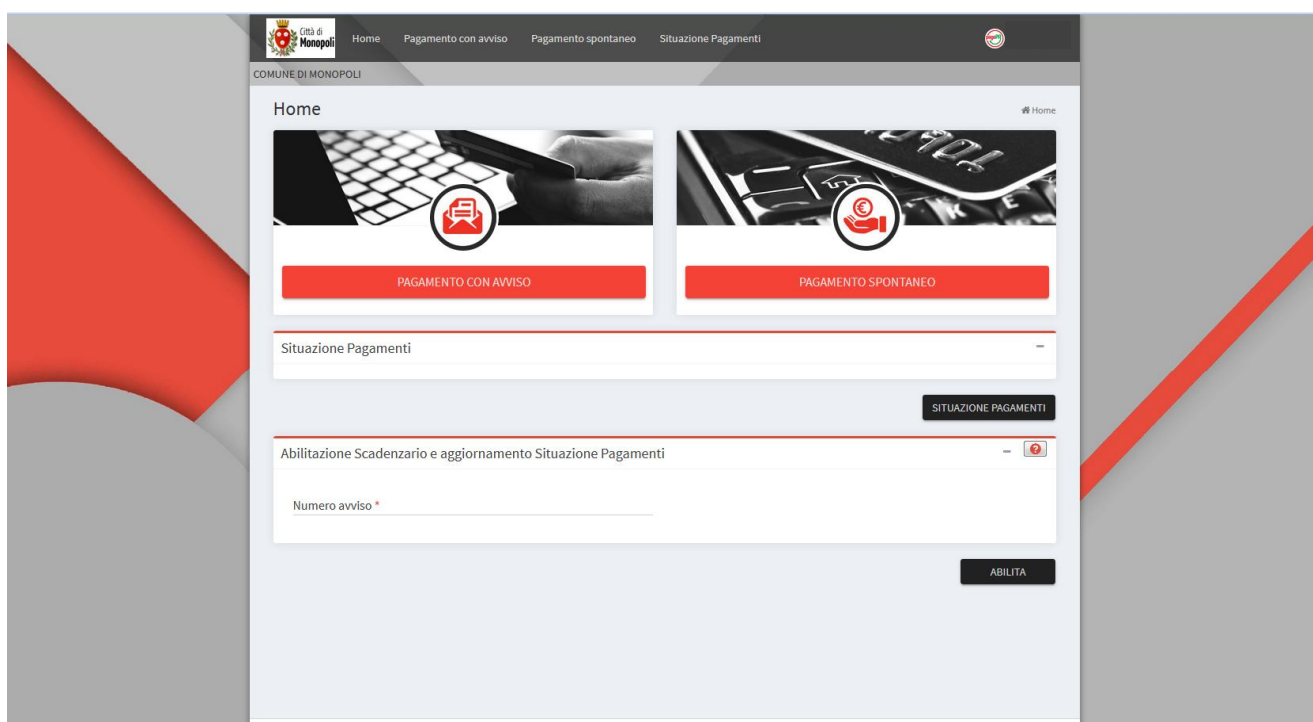 Città di
Monopoli
Home Pagamento con avviso Pagamento spontaneo Situazione Pagamenti
COMUNE DI MONOPOLI
Home
Home
PAGAMENTO CON AVVISO
PAGAMENTO SPONTANEO
Situazione Pagamenti
SITUAZIONE PAGAMENTI
Abilitazione Scadenzario e aggiornamento Situazione Pagamenti
Numero avviso *
ABILITA